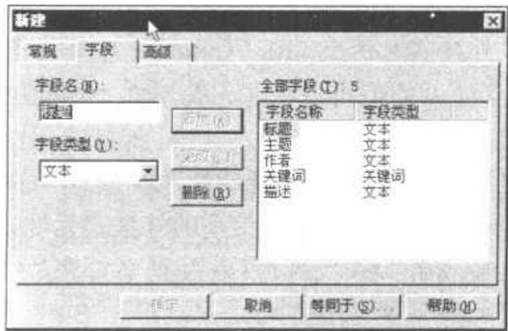 新建
常规 字段 高级
字段名(N):
字段类型(Y):
文本
添加(A)
删除(R)
全部字段(T): 5
字段名称 字段类型
标题 文本
主题 文本
作者 文本
关键词 关键词
描述 文本
确定 取消 等同于(S)... 帮助(H)